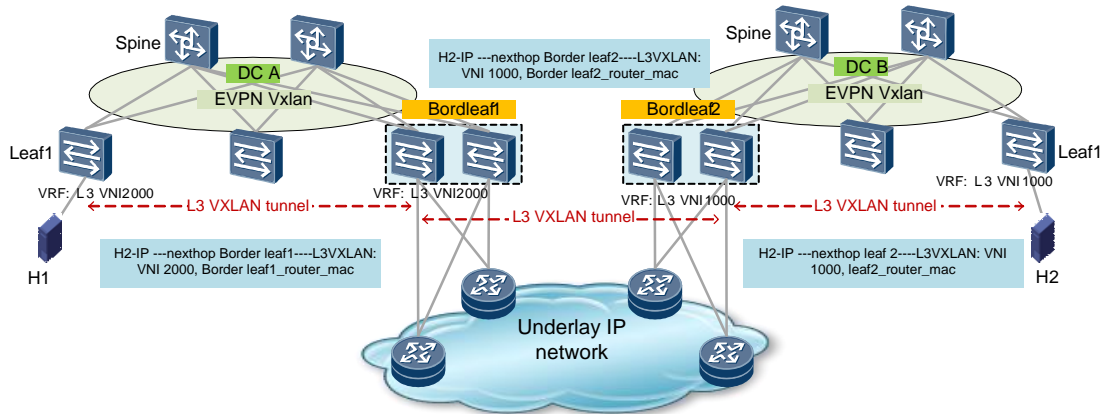 Spine
DC A
EVPN Vxlan
Bordleaf1
Leaf1
VRF: L3 VNI2000
VRF: L3 VNI2000
L3 VXLAN tunnel
H1
H2-IP ---nexthop Border leaf1----L3VXLAN:
VNI 2000, Border leaf1_router_mac
H2-IP ---nexthop Border leaf2----L3VXLAN:
VNI 1000, Border leaf2_router_mac
L3 VXLAN tunnel
Spine
DC B
EVPN Vxlan
Bordleaf2
Leaf1
VRF: L3 VNI1000
VRF: L3 VNI1000
L3 VXLAN tunnel
H2
H2-IP ---nexthop leaf 2----L3VXLAN: VNI
1000, leaf2_router_mac
Underlay IP
network